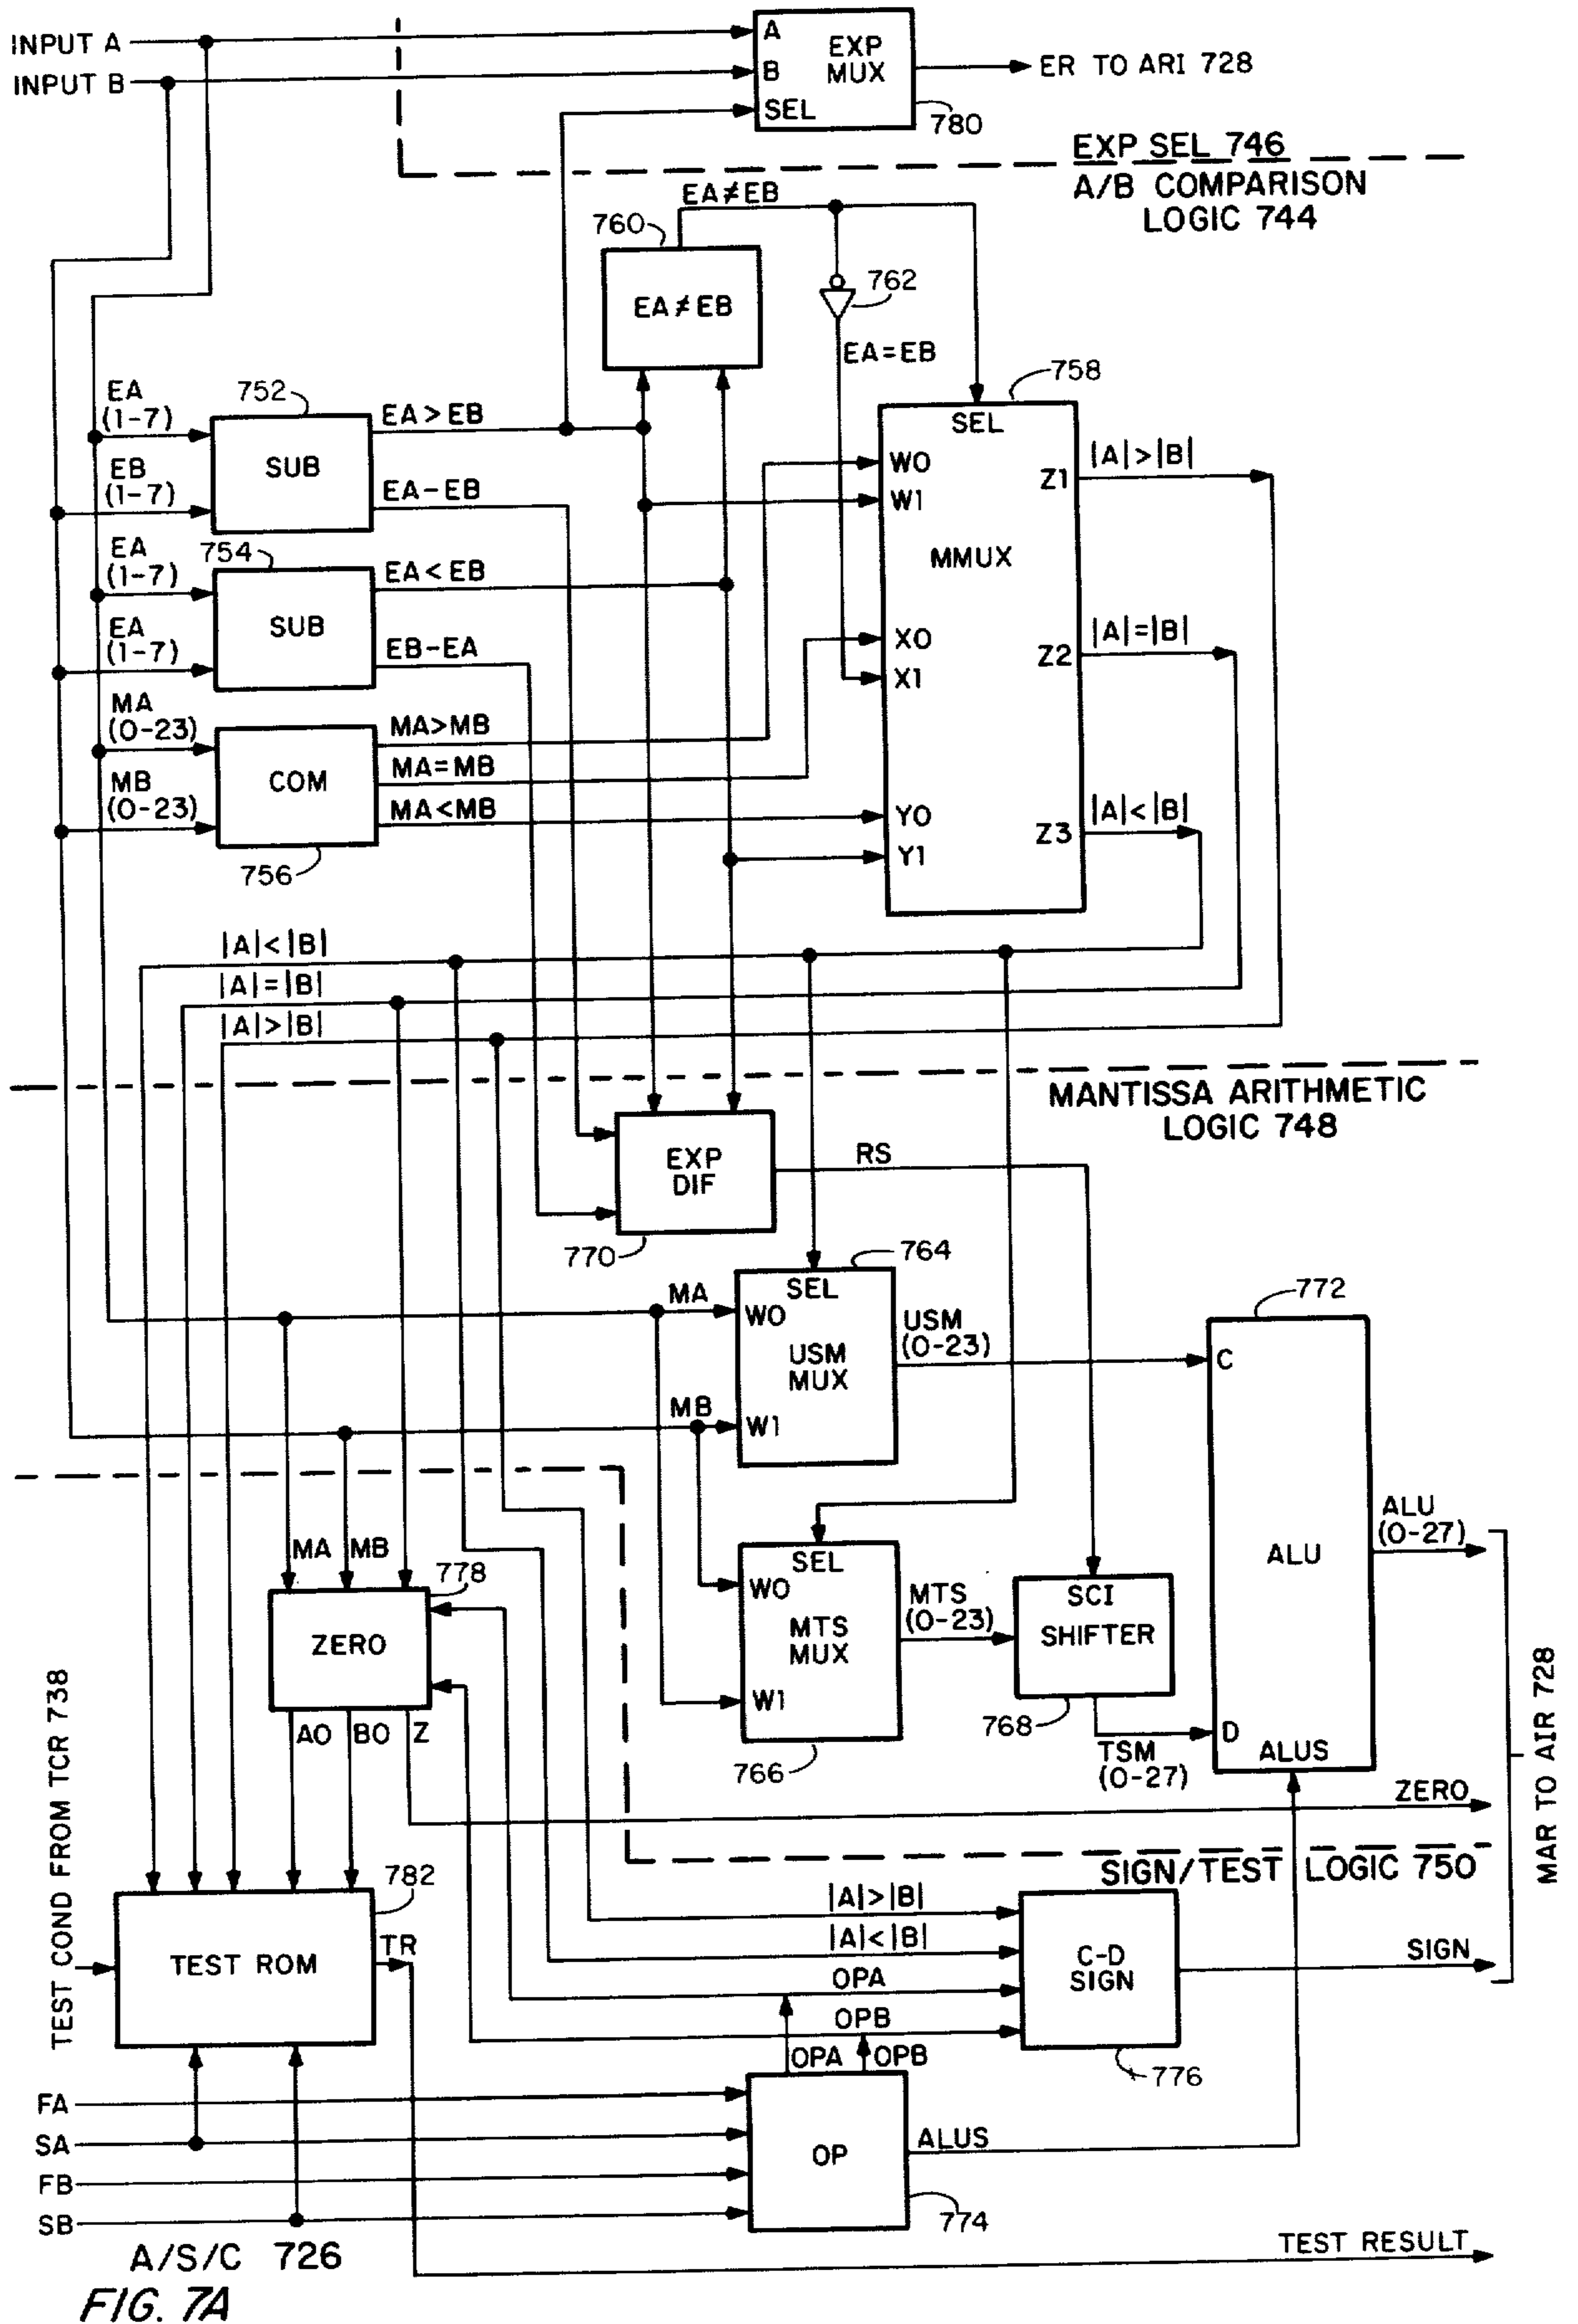 INPUT A
INPUT B
A
B
SEL
EXP
MUX
780
ER TO ARI 728
EXP SEL 746
A/B COMPARISON
LOGIC 744
EA≠EB
760
EA≠EB
762
EA=EB
758
SEL
W0
W1
MMUX
X0
X1
Y0
Y1
Z1
Z2
Z3
|A|>|B|
|A|=|B|
|A|<|B|
EA
(1-7)
EB
(1-7)
752
SUB
EA>EB
EA-EB
EA
(1-7)
EA
(1-7)
754
SUB
EA<EB
EB-EA
MA
(0-23)
MB
(0-23)
COM
756
MA>MB
MA=MB
MA<MB
|A|<|B|
|A|=|B|
|A|>|B|
MANTISSA ARITHMETIC
LOGIC 748
EXP
DIF
770
RS
764
SEL
W0
USM
MUX
W1
MA
MB
USM
(0-23)
772
C
ALU
D
ALUS
ALU
(0-27)
MA
MB
778
ZERO
A0
B0
Z
SEL
W0
MTS
MUX
W1
766
MTS
(0-23)
SCI
SHIFTER
768
TSM
(0-27)
ZERO
MAR TO AIR 728
SIGN/TEST LOGIC 750
TEST COND FROM TCR 738
782
TEST ROM
TR
|A|>|B|
|A|<|B|
OPA
OPB
C-D
SIGN
776
SIGN
OPA
OPB
FA
SA
FB
SB
OP
774
ALUS
TEST RESULT
A/S/C 726
FIG. 7A